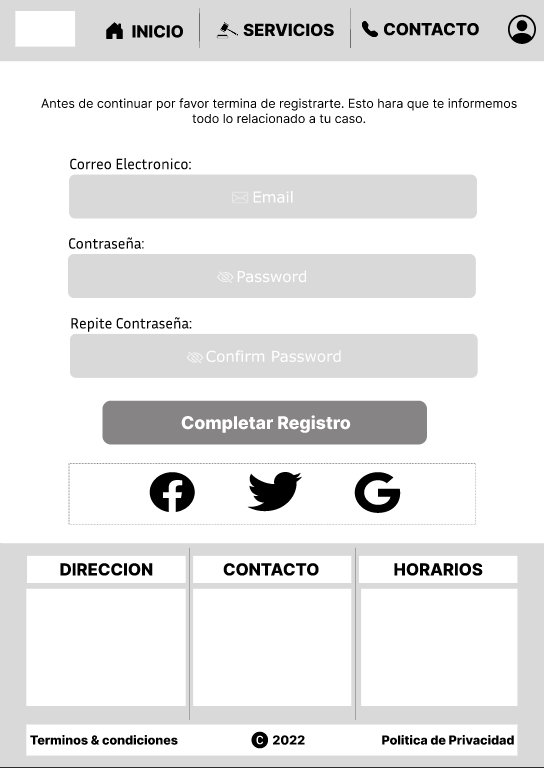 INICIO
SERVICIOS
CONTACTO
Antes de continuar por favor termina de registrarte. Esto hara que te informemos
todo lo relacionado a tu caso.
Correo Electronico:
Email
Contraseña:
Password
Repite Contraseña:
Confirm Password
Completar Registro
DIRECCION
CONTACTO
HORARIOS
Terminos & condiciones
© 2022
Política de Privacidad